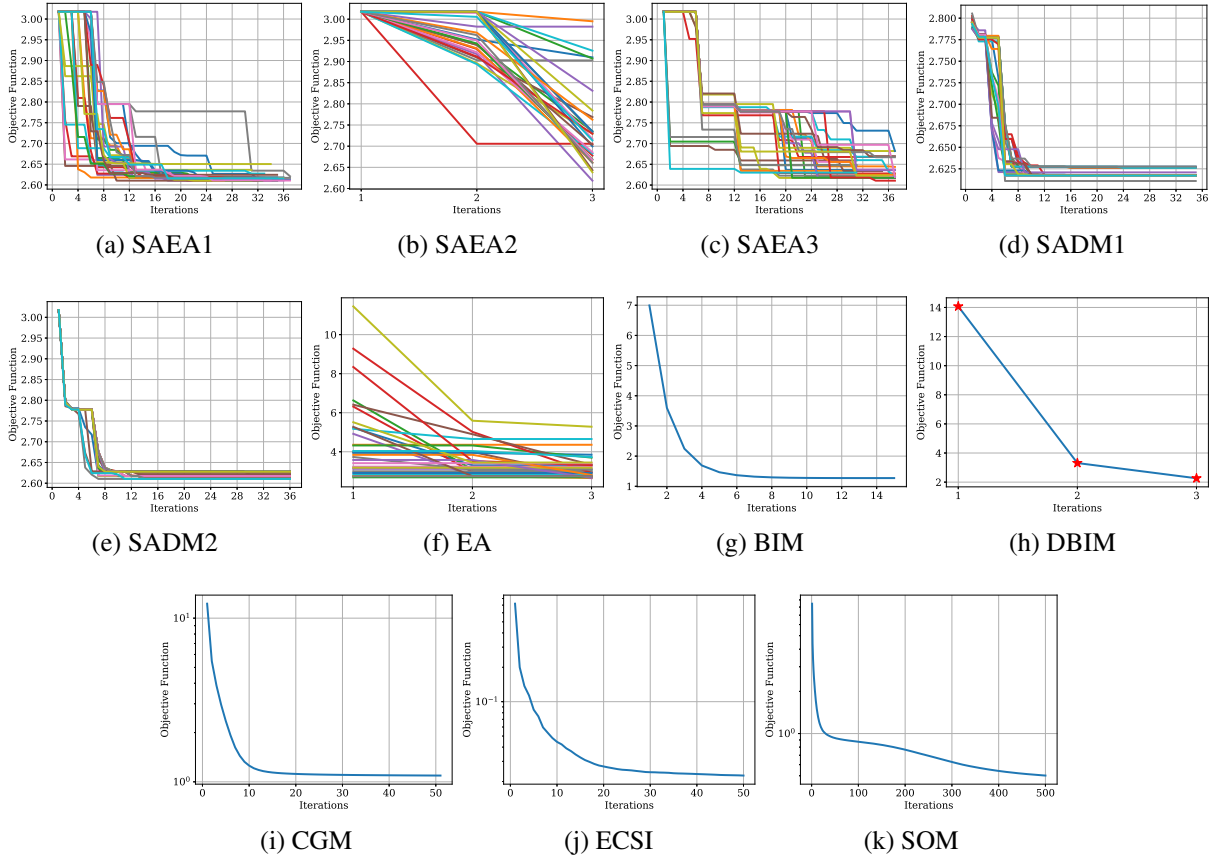 3.00
2.95
2.90
2.85
2.80
2.75
2.70
2.65
2.60
Objective Function
0 4 8 12 16 20 24 28 32 36
Iterations
(a) SAEA1
3.00
2.95
2.90
2.85
2.80
2.75
2.70
2.65
2.60
Objective Function
1 2 3
Iterations
(b) SAEA2
3.00
2.95
2.90
2.85
2.80
2.75
2.70
2.65
2.60
Objective Function
0 4 8 12 16 20 24 28 32 36
Iterations
(c) SAEA3
2.800
2.775
2.750
2.725
2.700
2.675
2.650
2.625
Objective Function
0 4 8 12 16 20 24 28 32 36
Iterations
(d) SADM1
3.00
2.95
2.90
2.85
2.80
2.75
2.70
2.65
2.60
Objective Function
0 4 8 12 16 20 24 28 32 36
Iterations
(e) SADM2
10
8
6
4
Objective Function
1 2 3
Iterations
(f) EA
7
6
5
4
3
2
1
Objective Function
2 4 6 8 10 12 14
Iterations
(g) BIM
14
12
10
8
6
4
2
Objective Function
1 2 3
Iterations
(h) DBIM
10¹
10⁰
Objective Function
0 10 20 30 40 50
Iterations
(i) CGM
10⁻¹
Objective Function
0 10 20 30 40 50
Iterations
(j) ECSI
10⁰
Objective Function
0 100 200 300 400 500
Iterations
(k) SOM